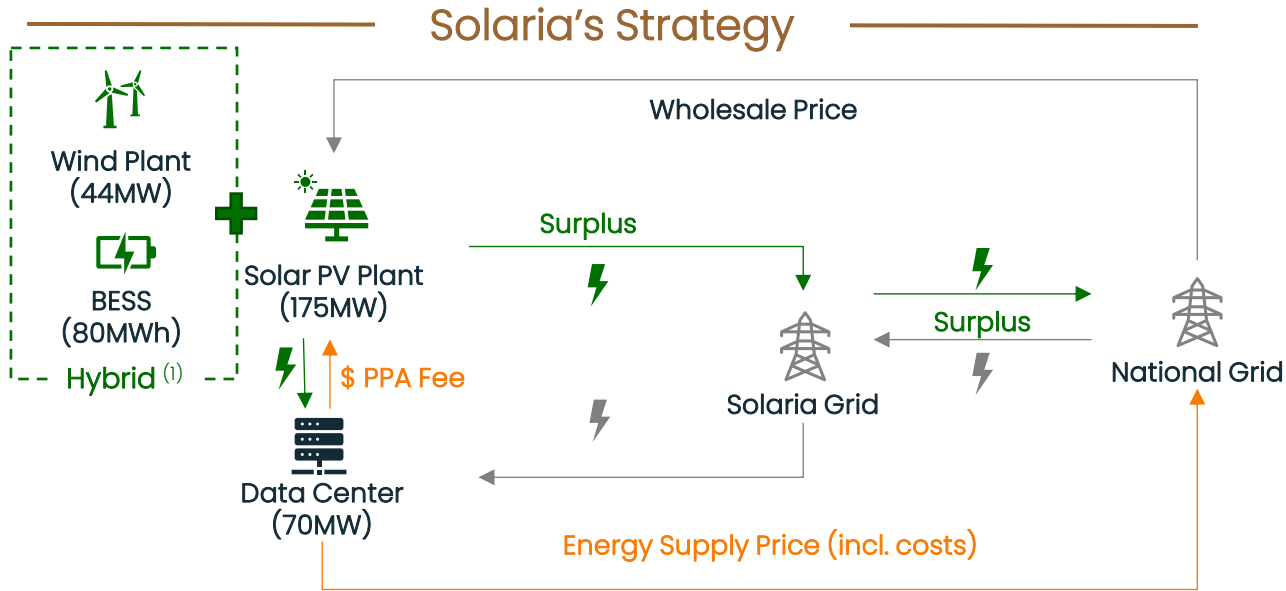 Solaria's Strategy
Wholesale Price
Wind Plant
(44MW)
BESS
(80MWh)
Hybrid (1)
Solar PV Plant
(175MW)
Surplus
Surplus
$ PPA Fee
Solaria Grid
National Grid
Data Center
(70MW)
Energy Supply Price (incl. costs)